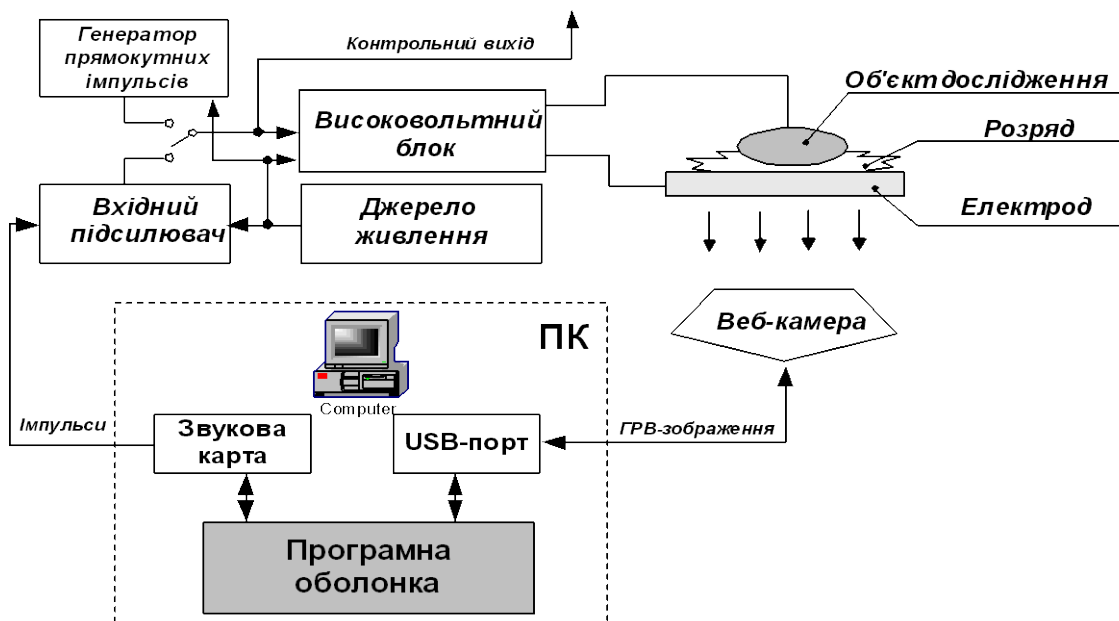 Генератор
прямокутних
імпульсів
Контрольний вихід
Високовольтний
блок
Об'єкт дослідження
Розряд
Електрод
Вхідний
підсилювач
Джерело
живлення
Веб-камера
ПК
Computer
Імпульси
Звукова
карта
USB-порт
ГРВ-зображення
Програмна
оболонка